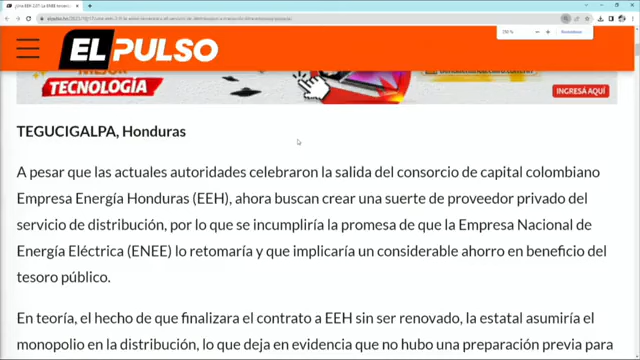 EL PULSO
TECNOLOGÍA
INGRESÁ AQUÍ
TEGUCIGALPA, Honduras
A pesar que las actuales autoridades celebraron la salida del consorcio de capital colombiano
Empresa Energía Honduras (EEH), ahora buscan crear una suerte de proveedor privado del
servicio de distribución, por lo que se incumpliría la promesa de que la Empresa Nacional de
Energía Eléctrica (ENEE) lo retomaría y que implicaría un considerable ahorro en beneficio del
tesoro público.
En teoría, el hecho de que finalizara el contrato a EEH sin ser renovado, la estatal asumiría el
monopolio en la distribución, lo que deja en evidencia que no hubo una preparación previa para